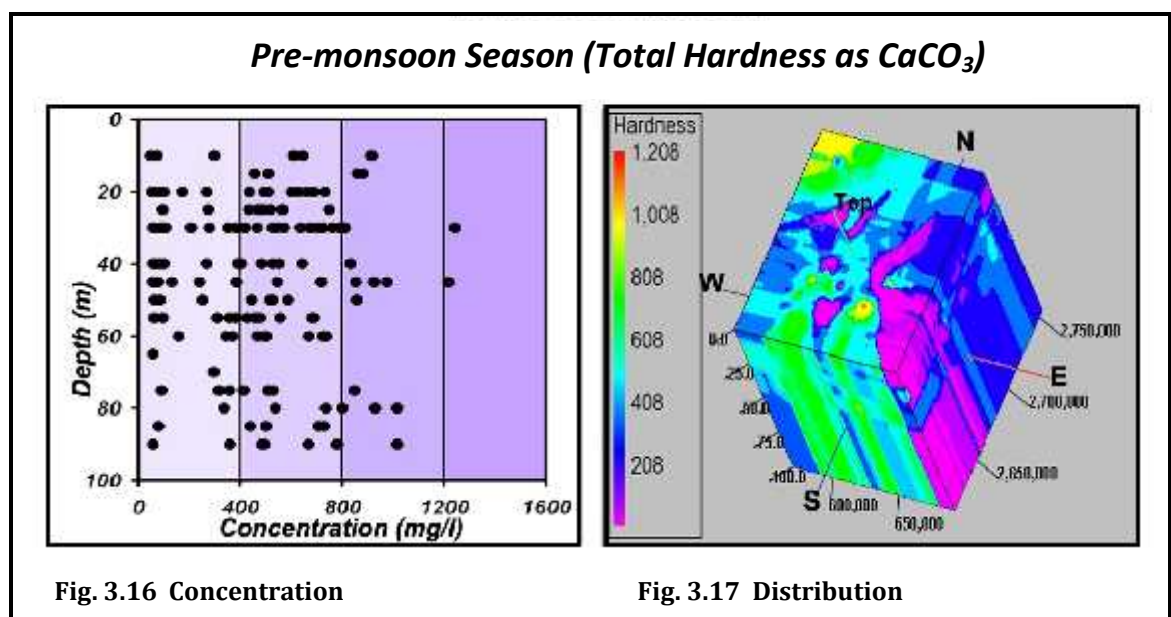 Pre-monsoon Season (Total Hardness as CaCO₃)
0
20
40
60
80
100
Depth (m)
0 400 800 1200 1600
Concentration (mg/l)
Hardness
1.208
1.008
808
608
408
208
N
Top
W
E
S
0.0
25.0
75.0
100.0
600,000
650,000
2,750,000
2,700,000
2,650,000
Fig. 3.16 Concentration
Fig. 3.17 Distribution